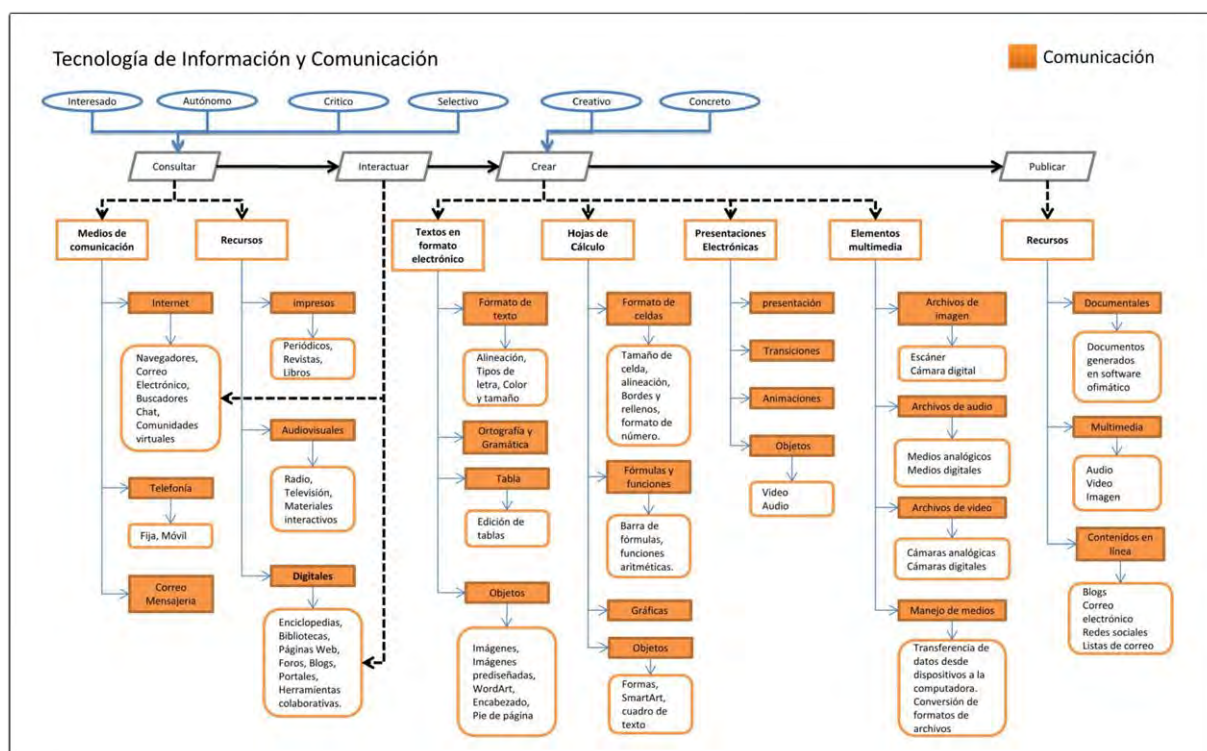 Tecnología de Información y Comunicación
Comunicación
Interesado
Autónomo
Critico
Selectivo
Creativo
Concreto
Consultar
Interactuar
Crear
Publicar
Medios de
comunicación
Internet
Navegadores,
Correo
Electrónico,
Buscadores
Chat,
Comunidades
virtuales
Telefonía
Fija, Móvil
Correo
Mensajeria
Recursos
impresos
Periódicos,
Revistas,
Libros
Audiovisuales
Radio,
Televisión,
Materiales
interactivos
Digitales
Enciclopedias,
Bibliotecas,
Páginas Web,
Foros, Blogs,
Portales,
Herramientas
colaborativas.
Textos en
formato
electrónico
Formato de
texto
Alineación,
Tipos de
letra, Color
y tamaño
Ortografía y
Gramática
Tabla
Edición de
tablas
Objetos
Imágenes,
Imágenes
prediseñadas,
WordArt,
Encabezado,
Pie de página
Hojas de
Cálculo
Formato de
celdas
Tamaño de
celda,
alineación,
Bordes y
rellenos,
formato de
número.
Fórmulas y
funciones
Barra de
fórmulas,
funciones
aritméticas.
Gráficas
Objetos
Formas,
SmartArt,
cuadro de
texto
Presentaciones
Electrónicas
presentación
Transiciones
Animaciones
Objetos
Video
Audio
Elementos
multimedia
Archivos de
imagen
Escáner
Cámara digital
Archivos de audio
Medios analógicos
Medios digitales
Archivos de video
Cámaras analógicas
Cámaras digitales
Manejo de medios
Transferencia de
datos desde
dispositivos a la
computadora.
Conversión de
formatos de
archivos
Recursos
Documentales
Documentos
generados
en software
ofimático
Multimedia
Audio
Video
Imagen
Contenidos en
línea
Blogs
Correo
electrónico
Redes sociales
Listas de correo